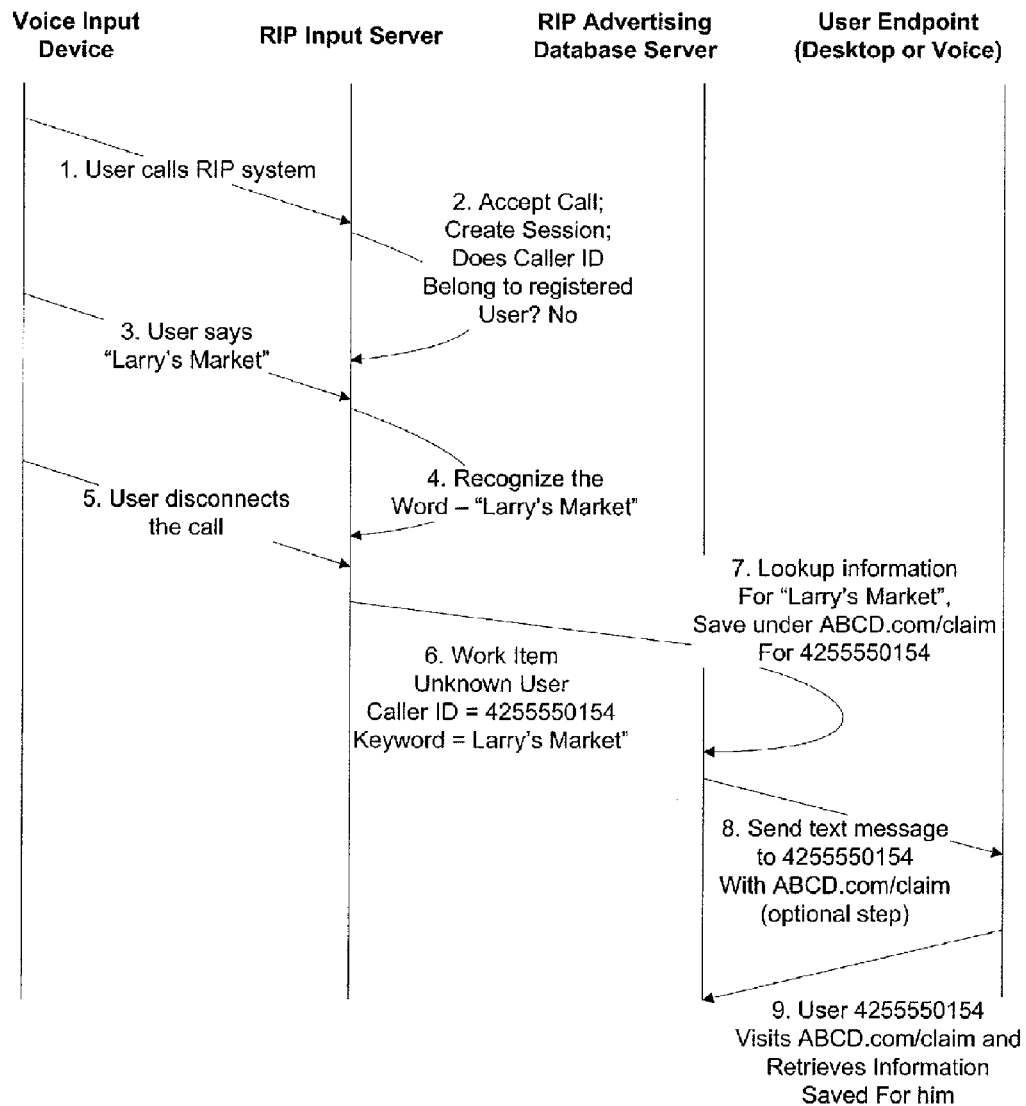 Voice Input
Device
RIP Input Server
RIP Advertising
Database Server
User Endpoint
(Desktop or Voice)
1. User calls RIP system
2. Accept Call;
Create Session;
Does Caller ID
Belong to registered
User? No
3. User says
“Larry’s Market”
4. Recognize the
Word – “Larry’s Market”
5. User disconnects
the call
6. Work Item
Unknown User
Caller ID = 4255550154
Keyword = Larry’s Market”
7. Lookup information
For “Larry’s Market”,
Save under ABCD.com/claim
For 4255550154
8. Send text message
to 4255550154
With ABCD.com/claim
(optional step)
9. User 4255550154
Visits ABCD.com/claim and
Retrieves Information
Saved For him